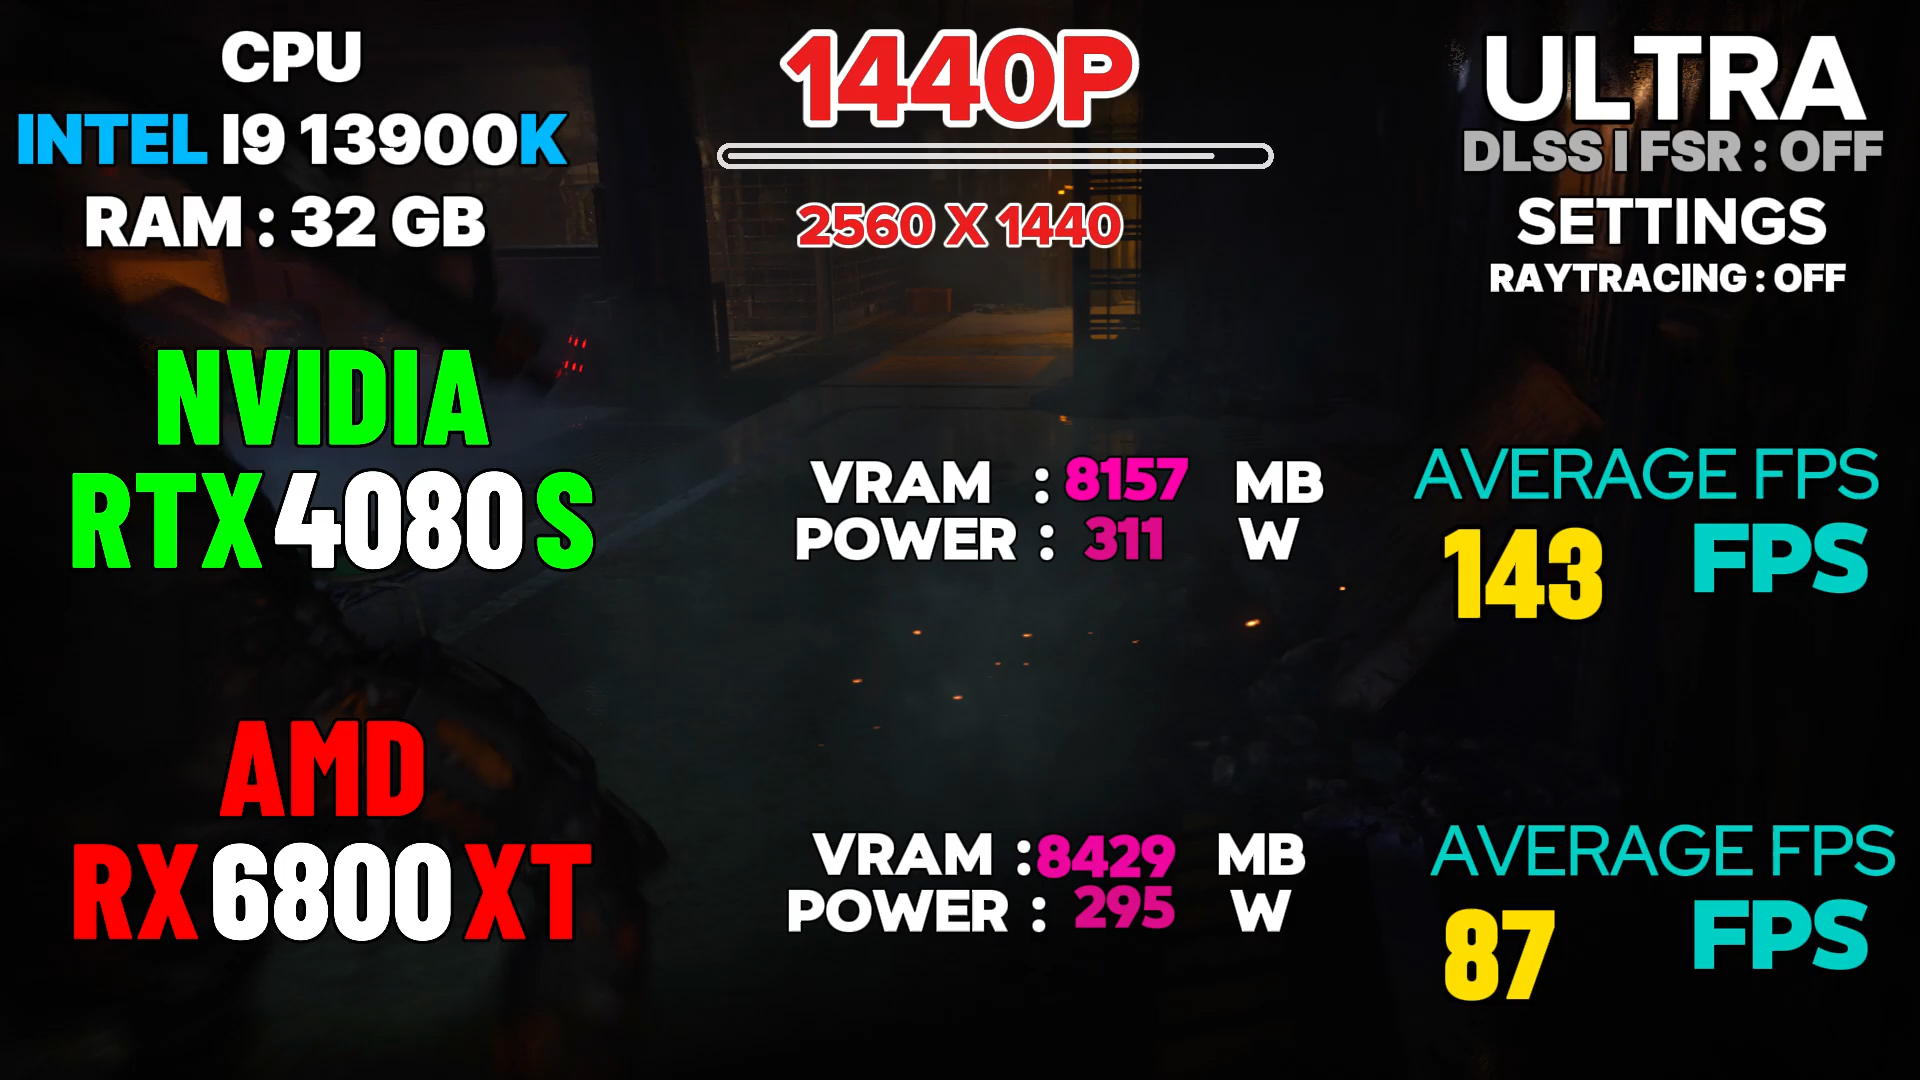 CPU
INTEL I9 13900K
RAM : 32 GB
1440P
2560 X 1440
ULTRA
DLSS I FSR : OFF
SETTINGS
RAYTRACING : OFF
NVIDIA
RTX 4080 S
VRAM : 8157 MB
POWER : 311 W
AVERAGE FPS
143 FPS
AMD
RX 6800 XT
VRAM : 8429 MB
POWER : 295 W
AVERAGE FPS
87 FPS